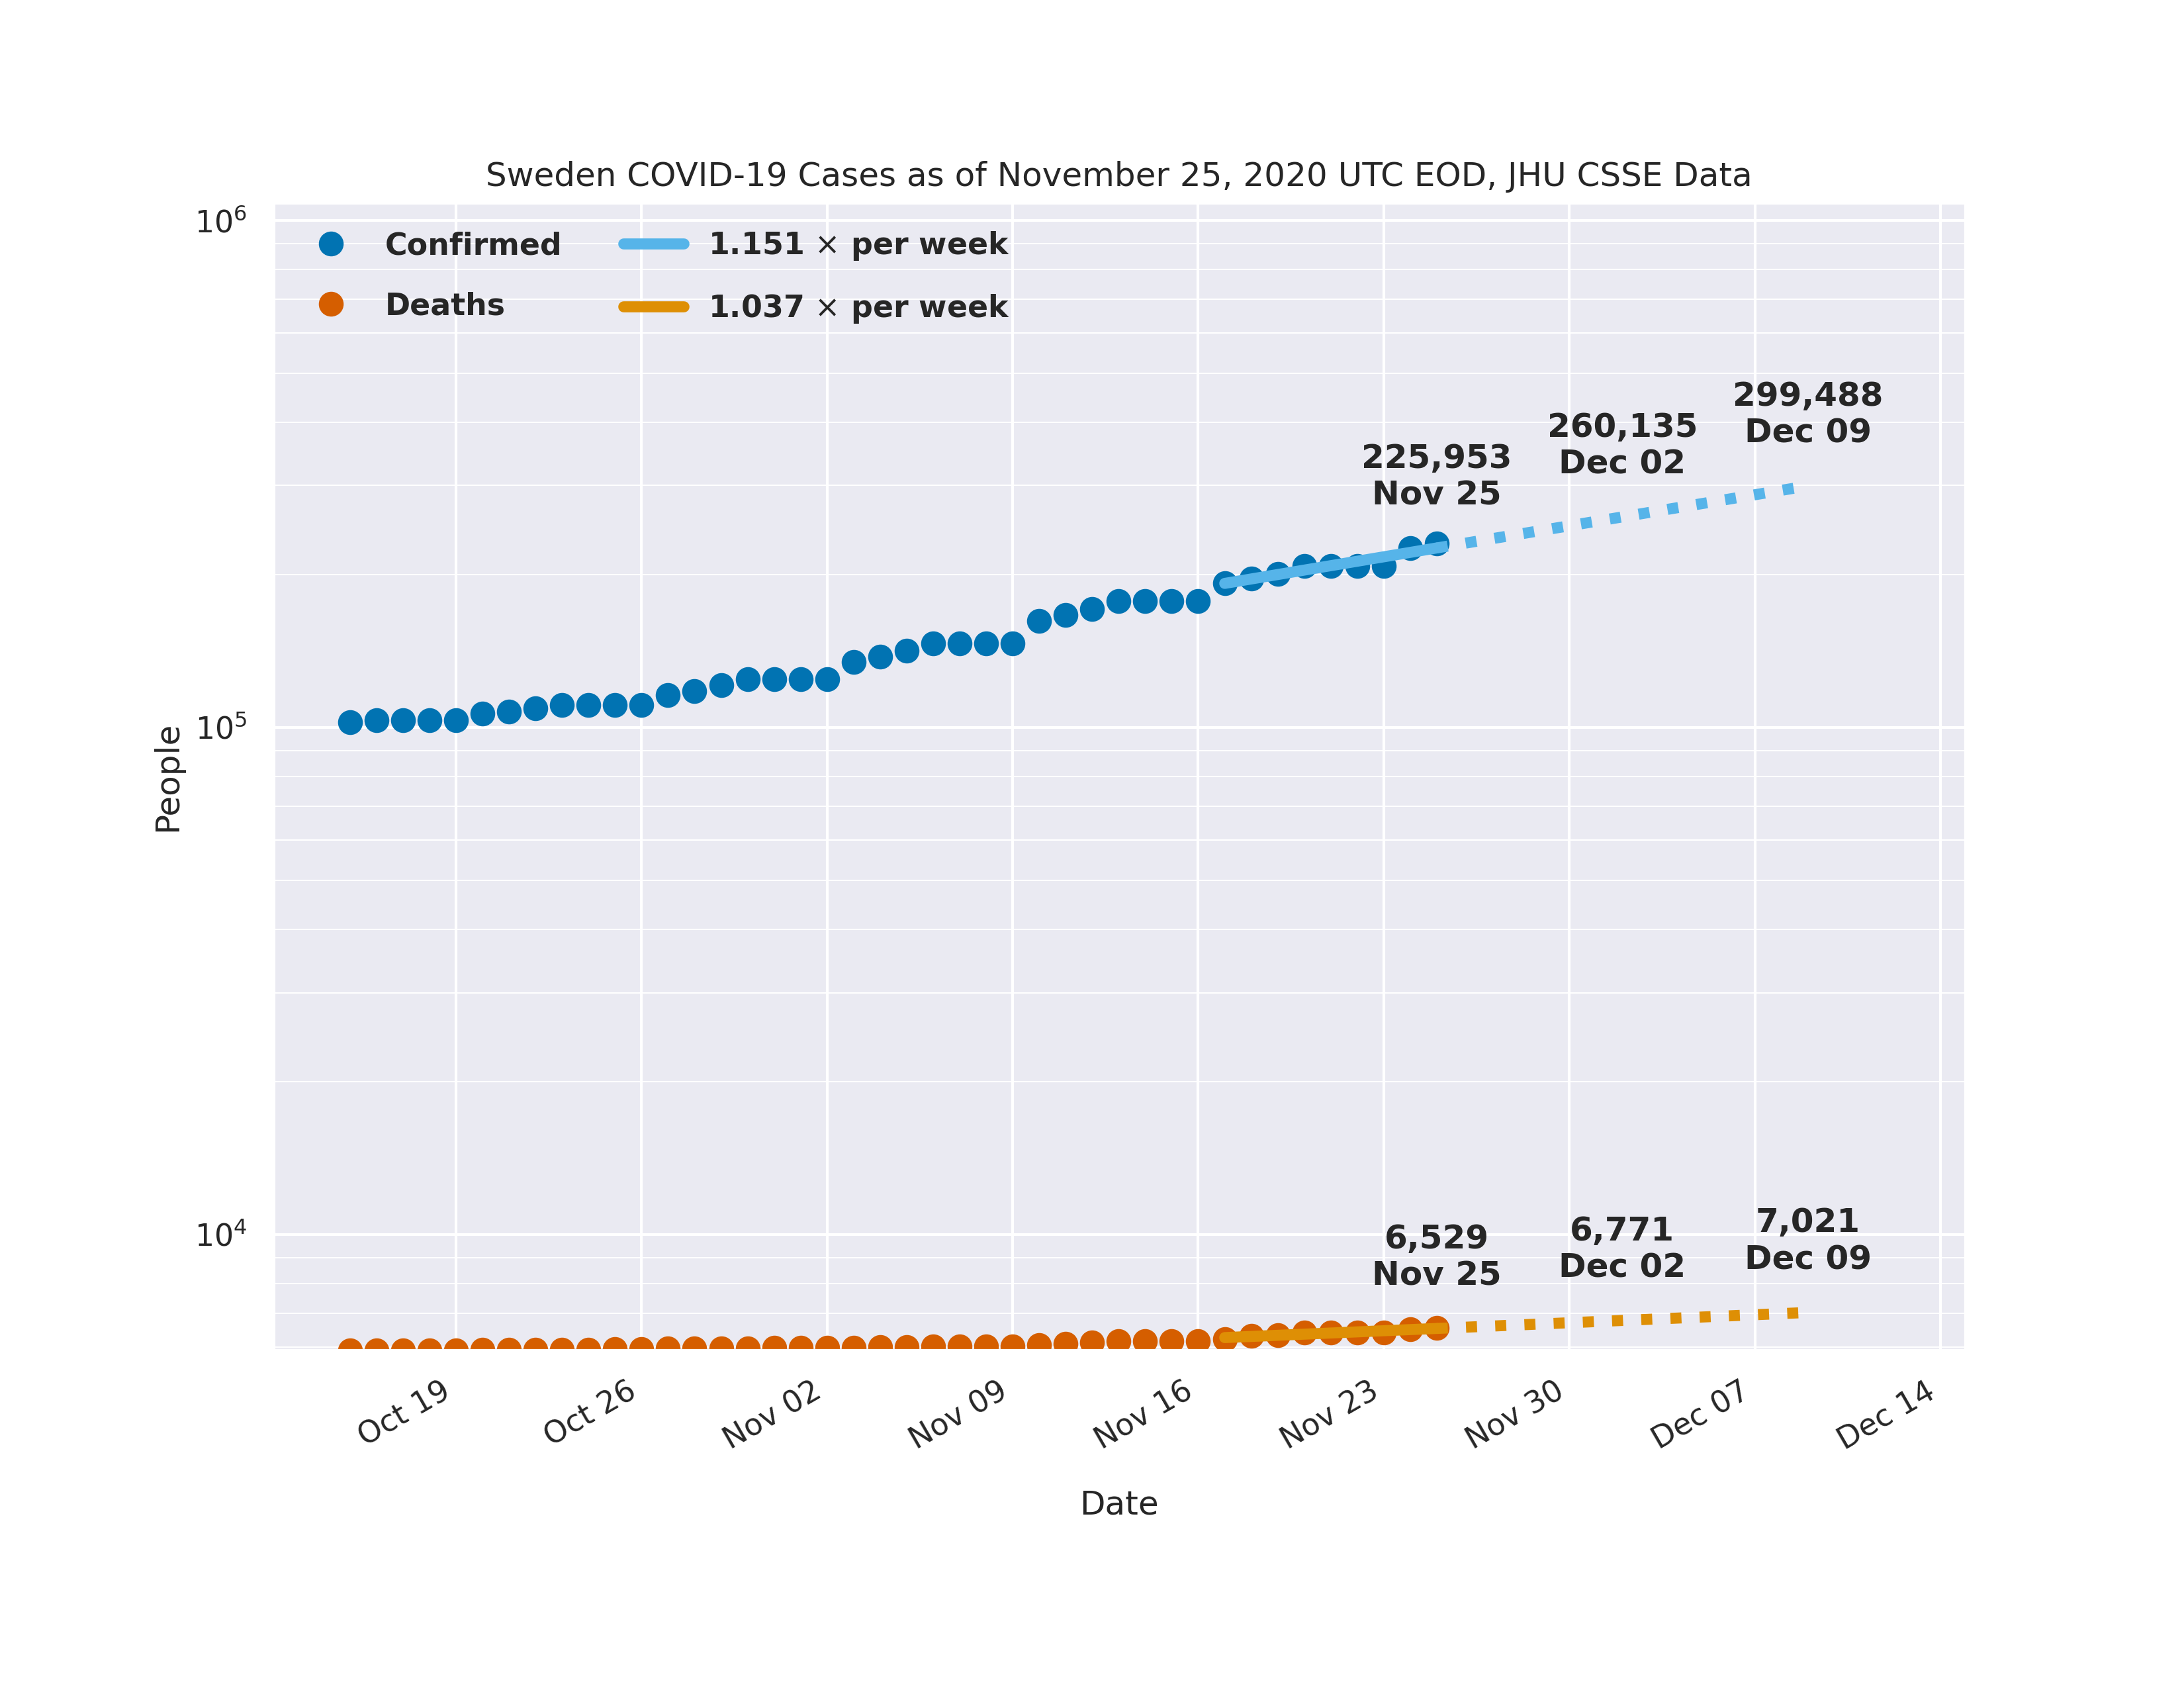 Sweden COVID-19 Cases as of November 25, 2020 UTC EOD, JHU CSSE Data
Confirmed
Deaths
1.151 × per week
1.037 × per week
10⁶
10⁵
10⁴
People
225,953
Nov 25
260,135
Dec 02
299,488
Dec 09
6,529
Nov 25
6,771
Dec 02
7,021
Dec 09
Oct 19
Oct 26
Nov 02
Nov 09
Nov 16
Nov 23
Nov 30
Dec 07
Dec 14
Date